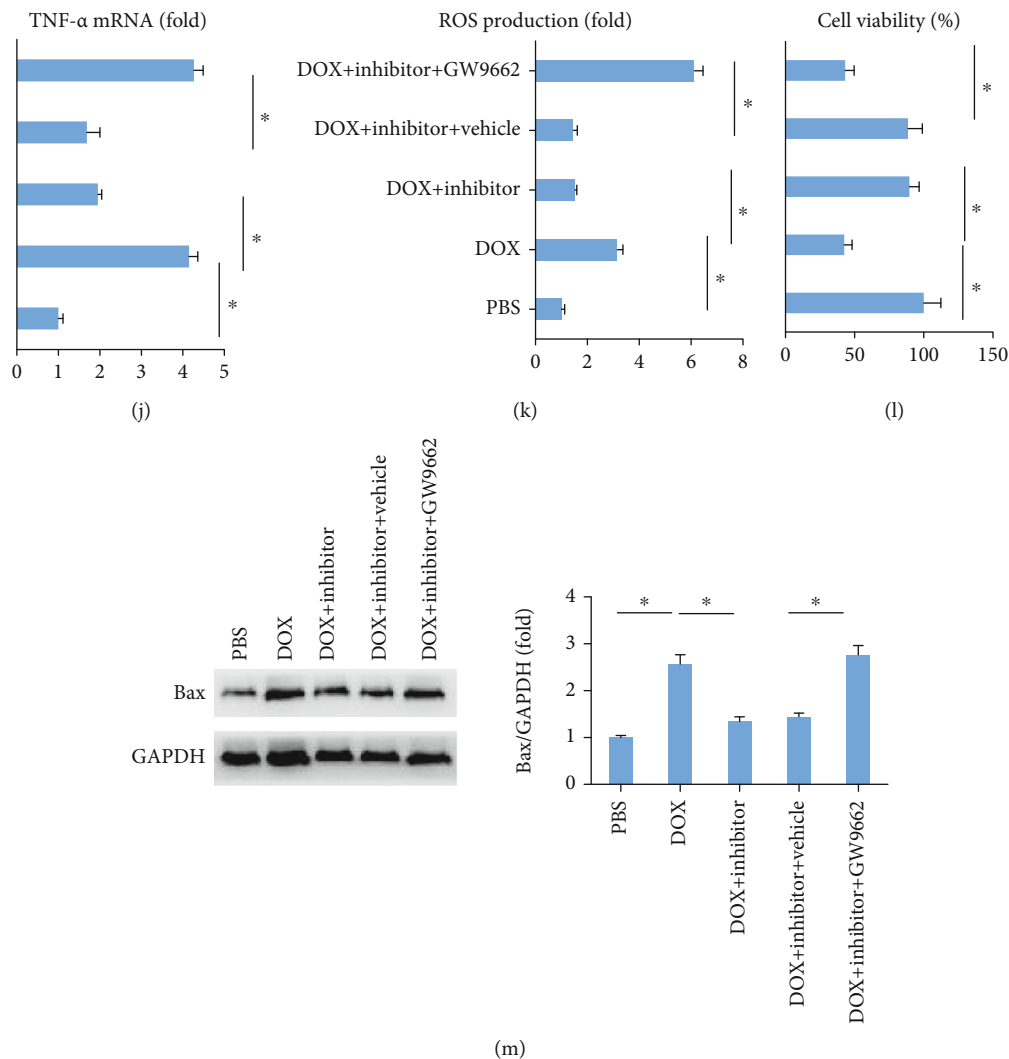 TNF-α mRNA (fold)
0 1 2 3 4 5
*
*
*
(j)
ROS production (fold)
DOX+inhibitor+GW9662
DOX+inhibitor+vehicle
DOX+inhibitor
DOX
PBS
0 2 4 6 8
*
*
*
(k)
Cell viability (%)
0 50 100 150
*
*
*
(l)
PBS
DOX
DOX+inhibitor
DOX+inhibitor+vehicle
DOX+inhibitor+GW9662
Bax
GAPDH
Bax/GAPDH (fold)
4
3
2
1
0
* * *
PBS
DOX
DOX+inhibitor
DOX+inhibitor+vehicle
DOX+inhibitor+GW9662
(m)